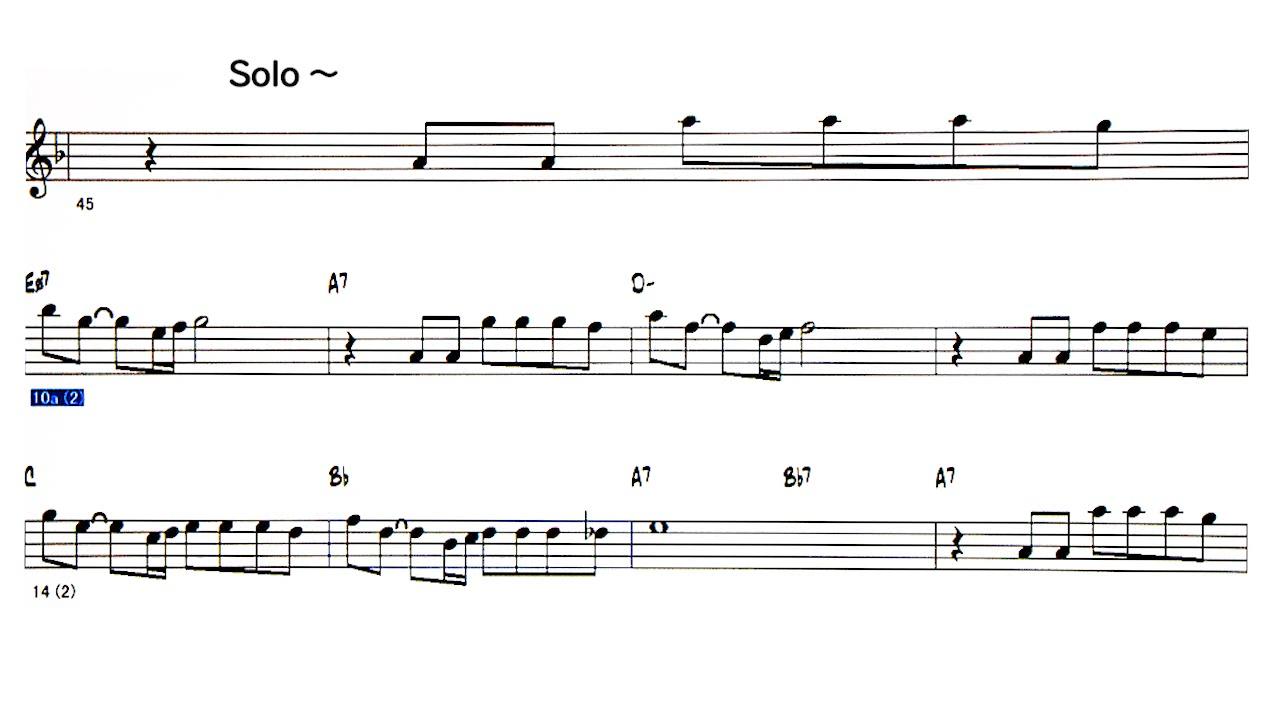 Solo ~
45
Eø7 A7 D-
10a (2)
C Bb A7 Bb7 A7
14 (2)